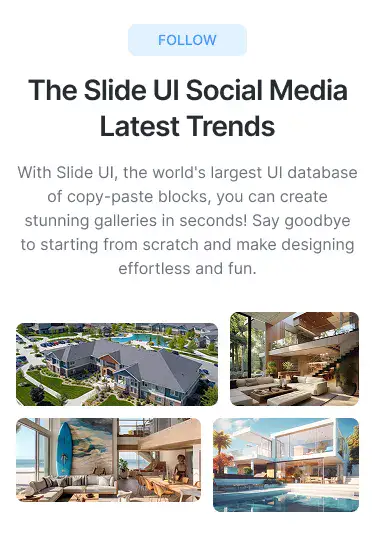 FOLLOW
The Slide UI Social Media
Latest Trends
With Slide UI, the world's largest UI database
of copy-paste blocks, you can create
stunning galleries in seconds! Say goodbye
to starting from scratch and make designing
effortless and fun.